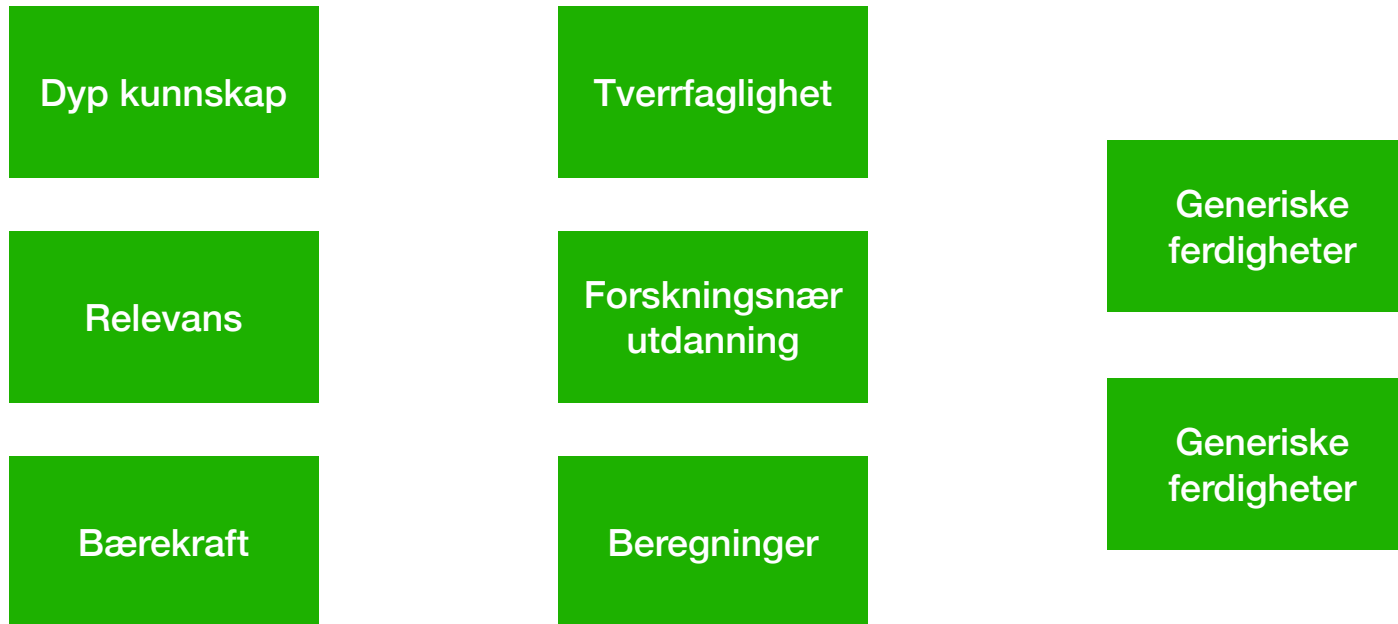 Dyp kunnskap
Relevans
Bærekraft
Tverrfaglighet
Forskningsnær
utdanning
Beregninger
Generiske
ferdigheter
Generiske
ferdigheter